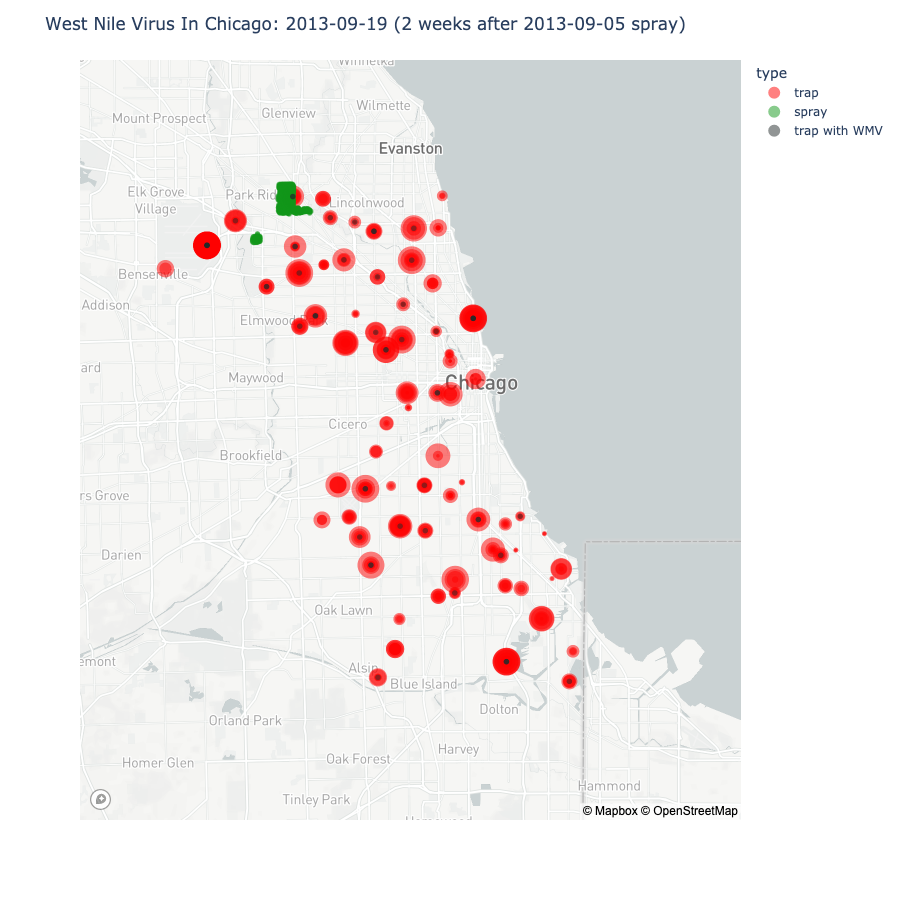 West Nile Virus In Chicago: 2013-09-19 (2 weeks after 2013-09-05 spray)
type
trap
spray
trap with WMV
Winnetka
Wilmette
Glenview
Mount Prospect
Evanston
Elk Grove
Village
Park Rid
Lincolnwood
Bensenville
Addison
Elmwood Park
ard
Maywood
Chicago
Cicero
Brookfield
rs Grove
Darien
Oak Lawn
emont
Alsip
Blue Island
Dolton
Orland Park
Harvey
Homer Glen
Oak Forest
Hammond
Tinley Park
© Mapbox © OpenStreetMap